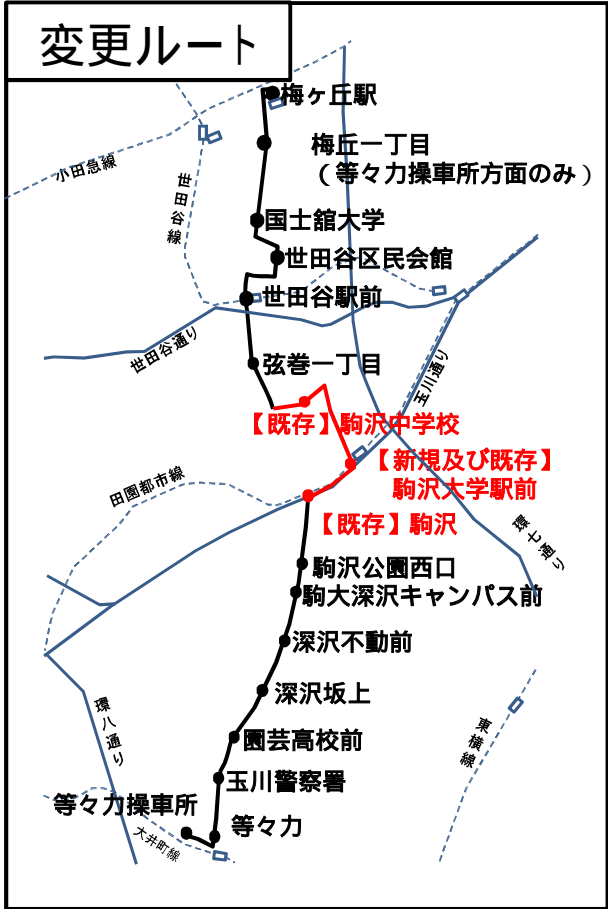 変更ルート
梅ヶ丘駅
梅丘一丁目
（等々力操車所方面のみ）
小田急線
世田谷線
国士舘大学
世田谷区民会館
世田谷駅前
世田谷通り
弦巻一丁目
玉川通り
【既存】駒沢中学校
【新規及び既存】
駒沢大学駅前
田園都市線
【既存】駒沢
環七通り
駒沢公園西口
駒大深沢キャンパス前
深沢不動前
深沢坂上
環八通り
東横線
園芸高校前
玉川警察署
等々力操車所
等々力
大井町線